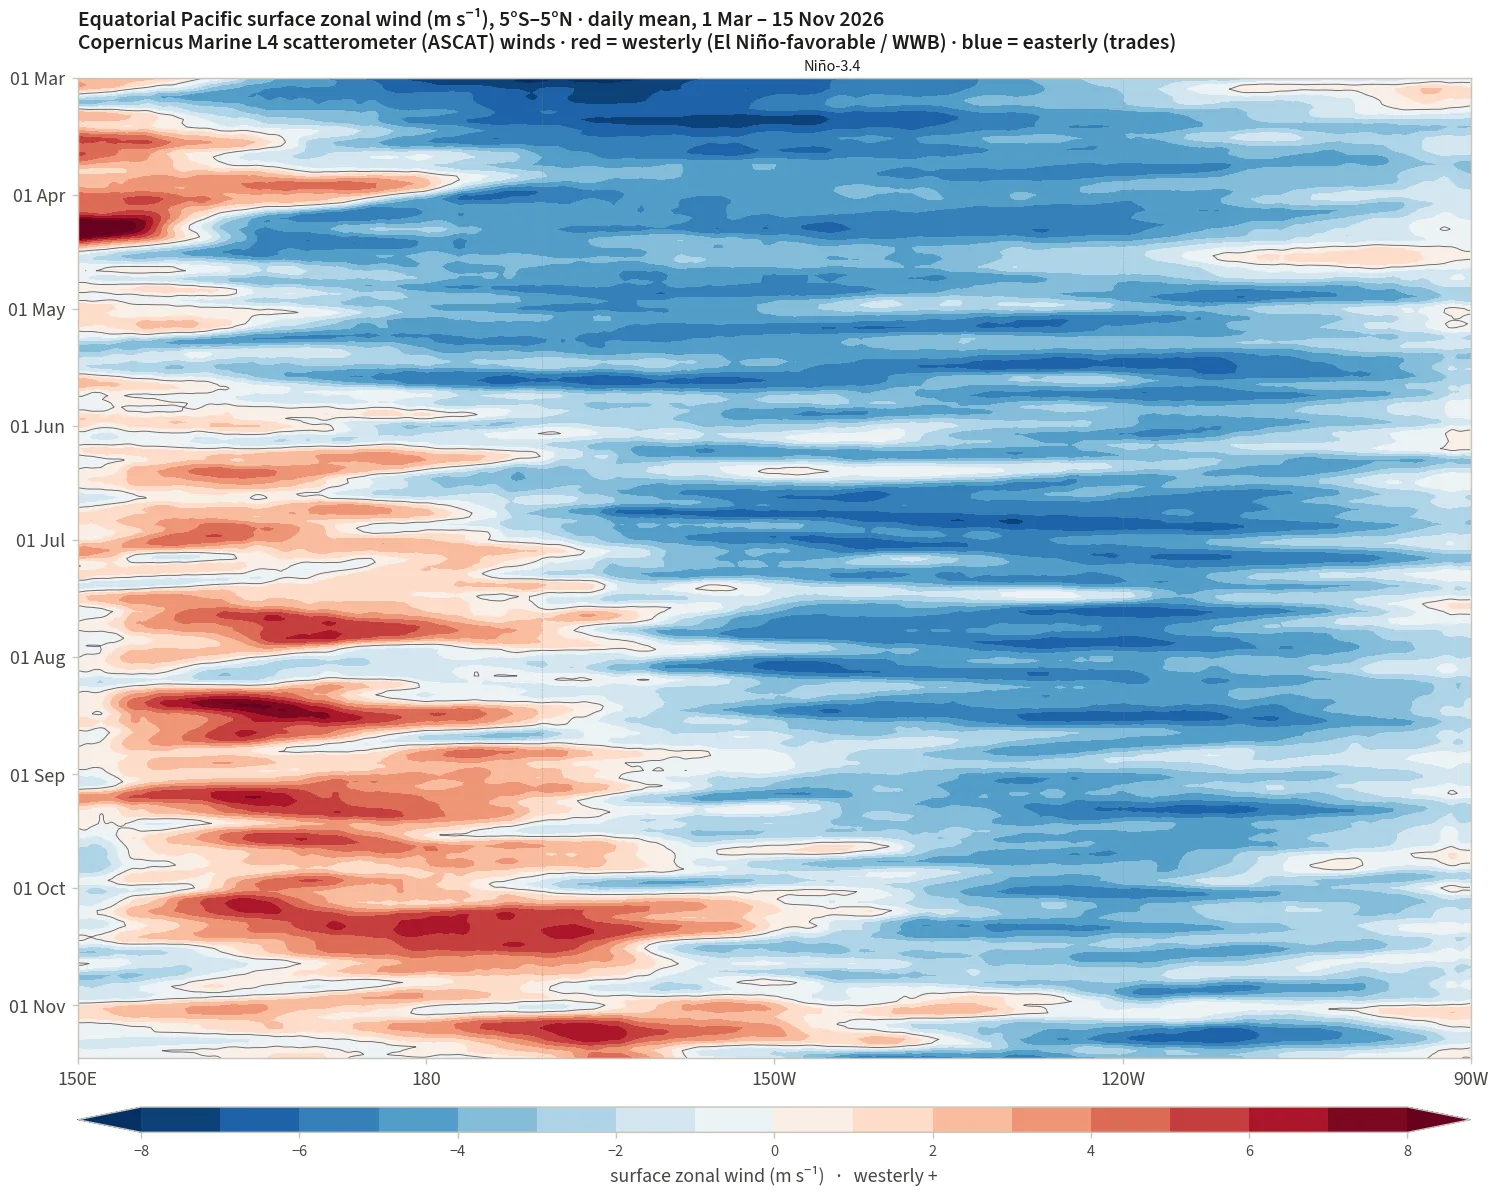 Equatorial Pacific surface zonal wind (m s⁻¹), 5°S–5°N · daily mean, 1 Mar – 15 Nov 2026
Copernicus Marine L4 scatterometer (ASCAT) winds · red = westerly (El Niño-favorable / WWB) · blue = easterly (trades)
Niño-3.4
01 Mar
01 Apr
01 May
01 Jun
01 Jul
01 Aug
01 Sep
01 Oct
01 Nov
150E 180 150W 120W 90W
−8 −6 −4 −2 0 2 4 6 8
surface zonal wind (m s⁻¹) · westerly +